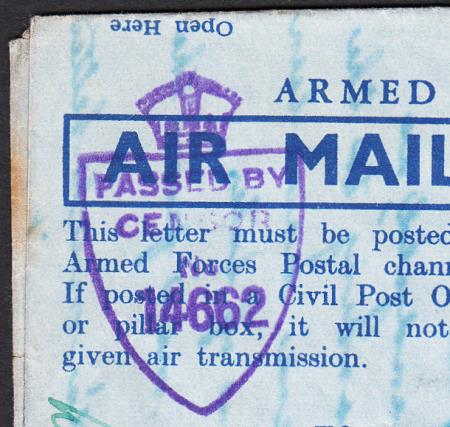 Open Here
ARMED
AIR MAIL
PASSED BY
CENSOR
No
14662
This letter must be posted
Armed Forces Postal chann
If posted in a Civil Post O
or pillar box, it will not
given air transmission.